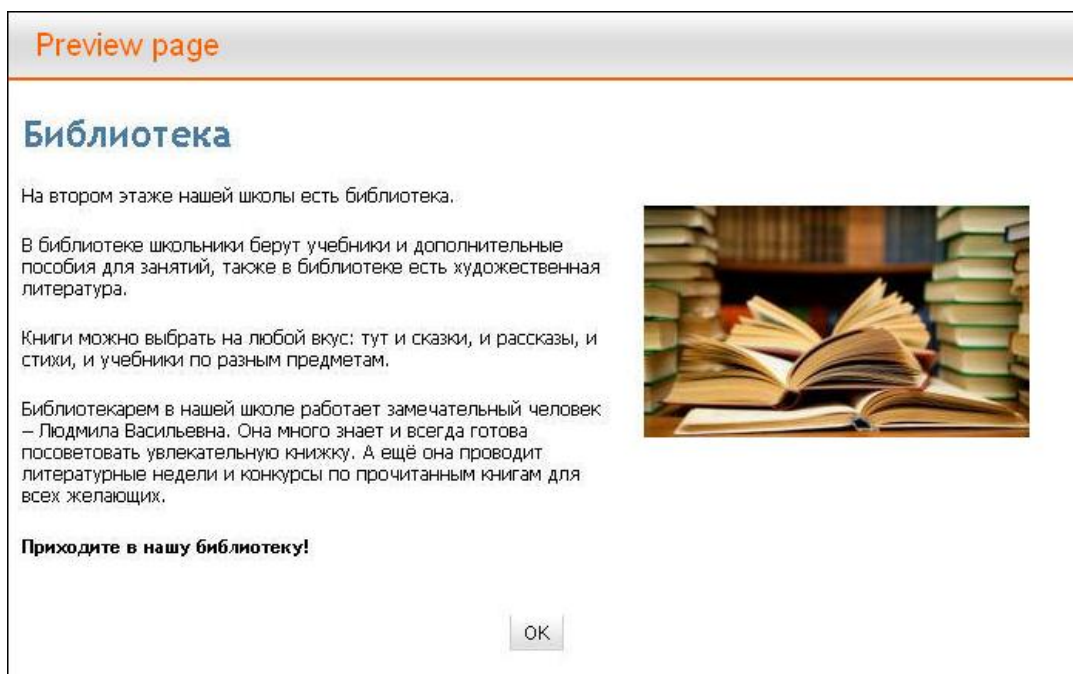 Preview page
Библиотека
На втором этаже нашей школы есть библиотека.
В библиотеке школьники берут учебники и дополнительные
пособия для занятий, также в библиотеке есть художественная
литература.
Книги можно выбрать на любой вкус: тут и сказки, и рассказы, и
стихи, и учебники по разным предметам.
Библиотекарем в нашей школе работает замечательный человек
– Людмила Васильевна. Она много знает и всегда готова
посоветовать увлекательную книжку. А ещё она проводит
литературные недели и конкурсы по прочитанным книгам для
всех желающих.
Приходите в нашу библиотеку!
OK